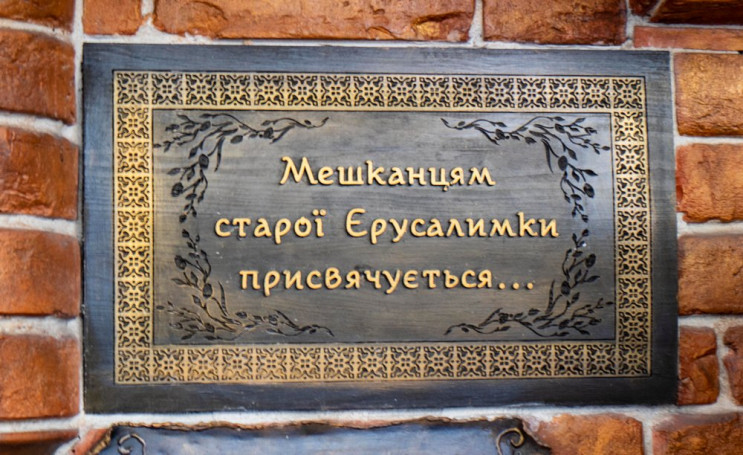 Мешканцям
старої Єрусалимки
присвячується...